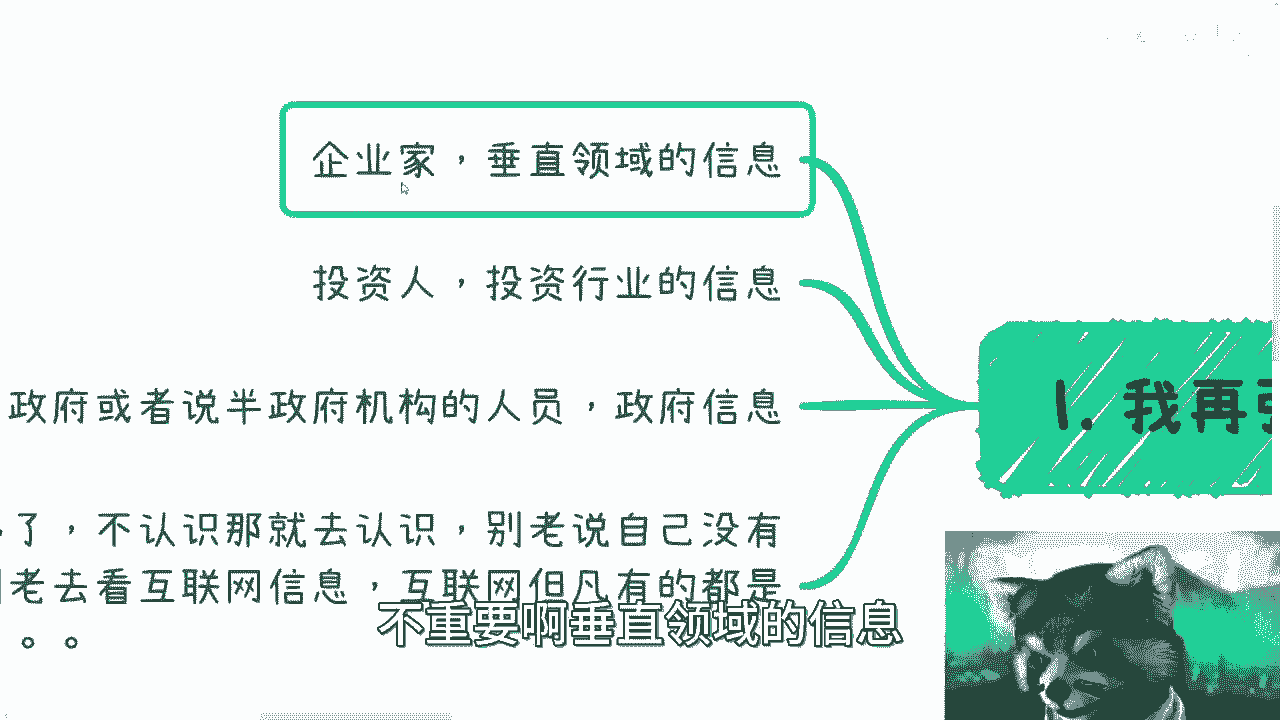 企业家，垂直领域的信息
投资人，投资行业的信息
政府或者说半政府机构的人员，政府信息
1. 我再
了，不认识那就去认识，别老说自己没有
老去看互联网信息，互联网但凡有的都是
。。
不重要啊垂直领域的信息